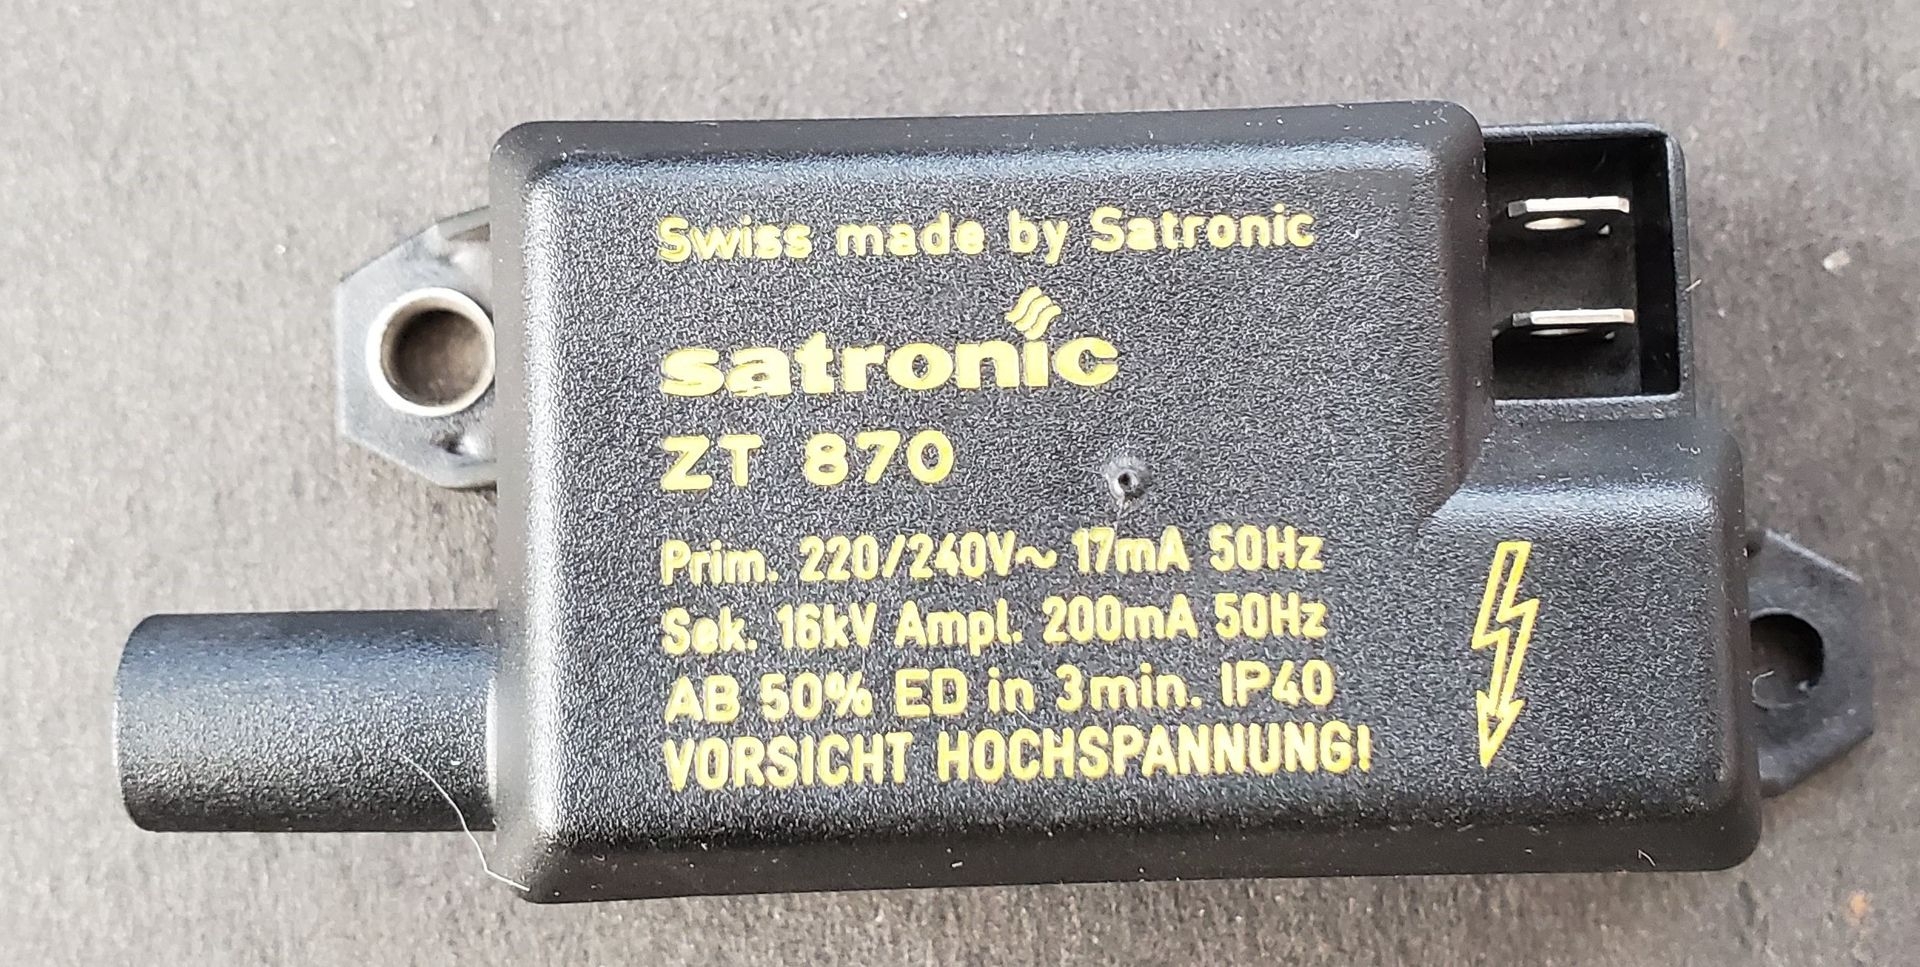 Swiss made by Satronic
satronic
ZT 870
Prim. 220/240V~ 17mA 50Hz
Sek. 16kV Ampl. 200mA 50Hz
AB 50% ED in 3min. IP40
VORSICHT HOCHSPANNUNG!